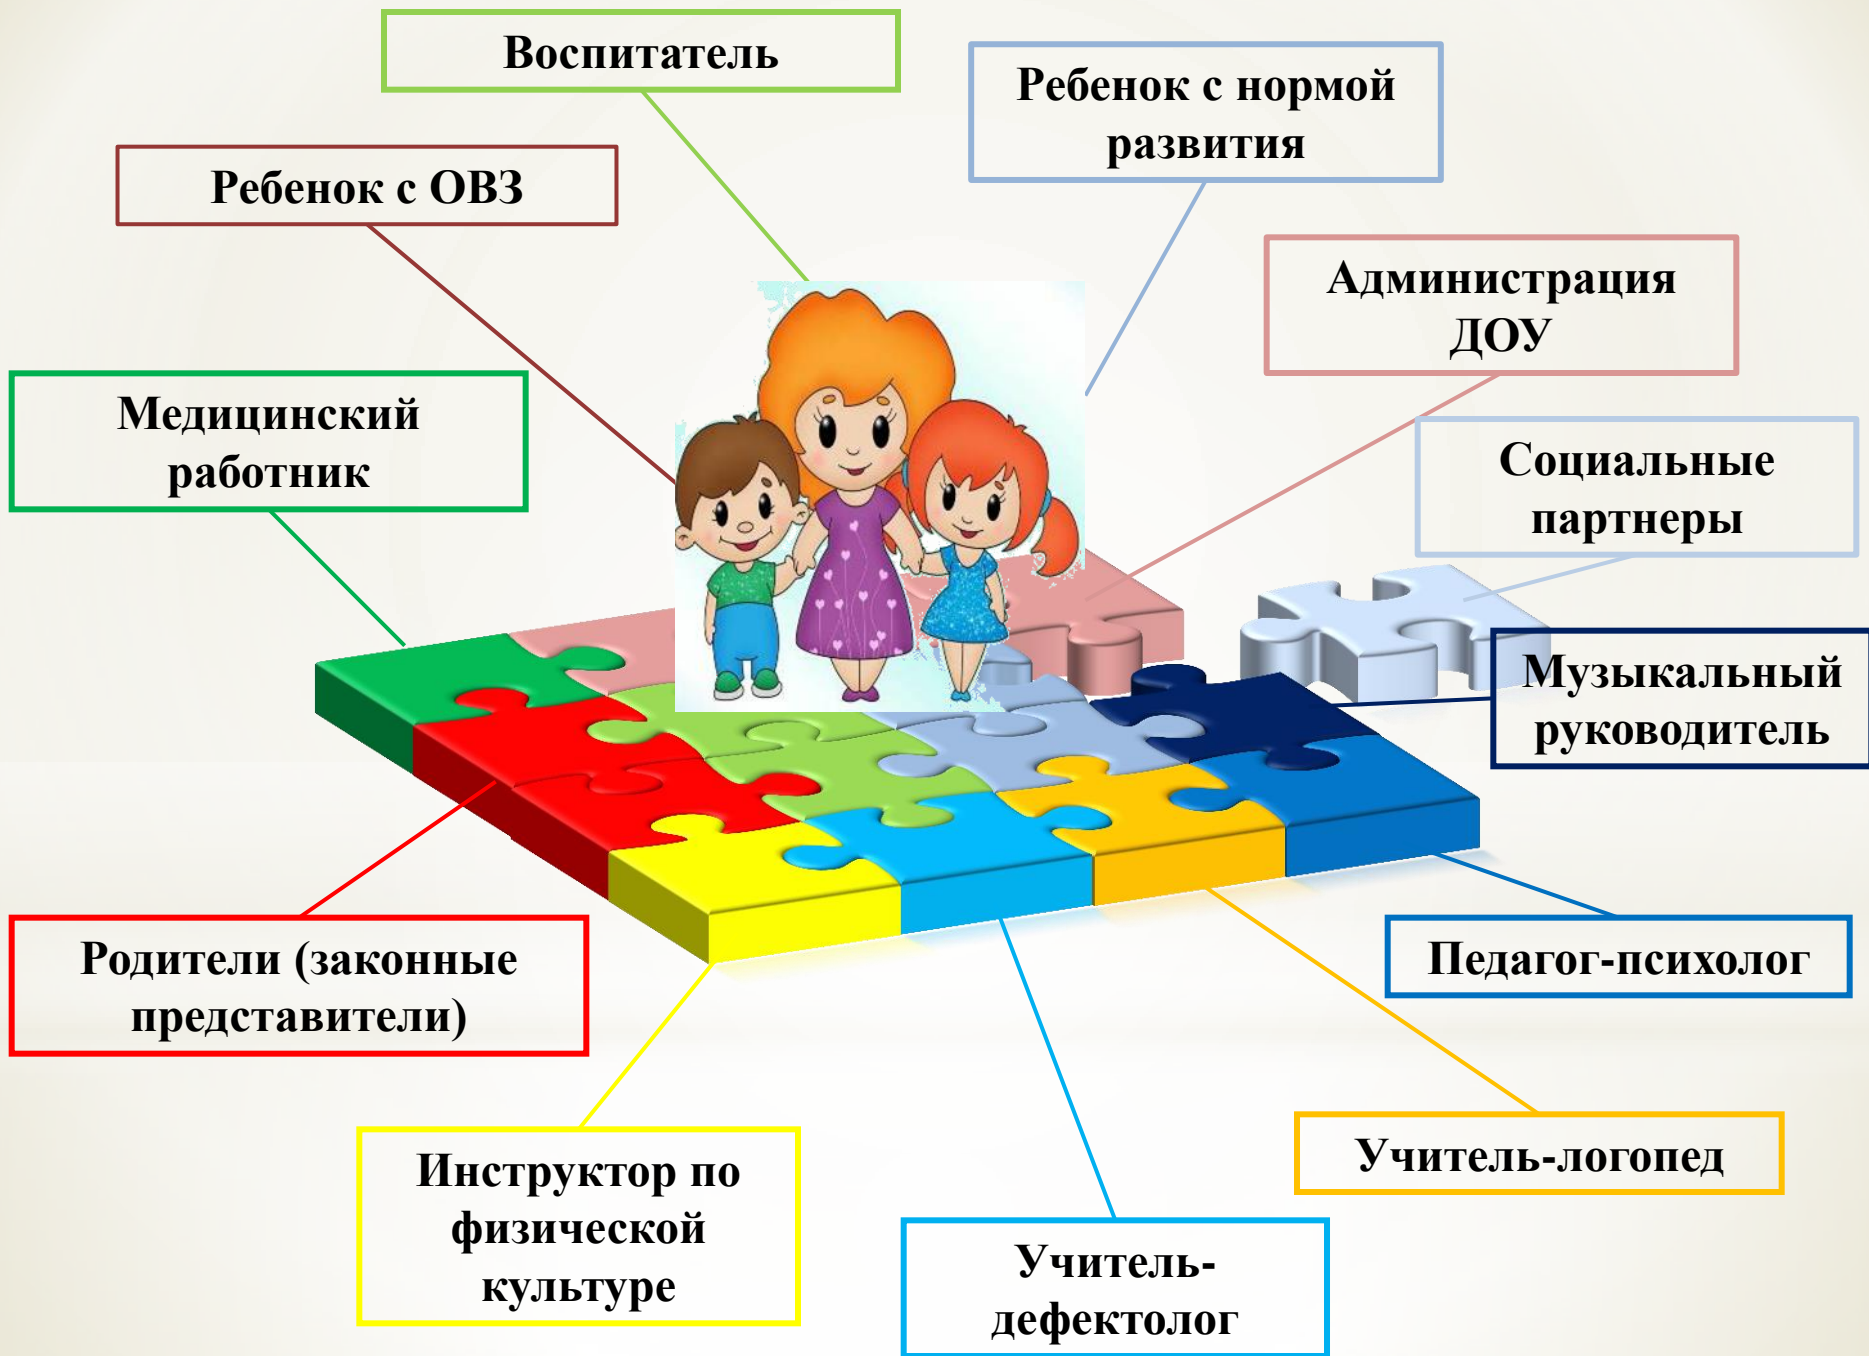 Воспитатель
Ребенок с нормой
развития
Ребенок с ОВЗ
Администрация
ДОУ
Медицинский
работник
Социальные
партнеры
Музыкальный
руководитель
Родители (законные
представители)
Педагог-психолог
Инструктор по
физической
культуре
Учитель-логопед
Учитель-
дефектолог